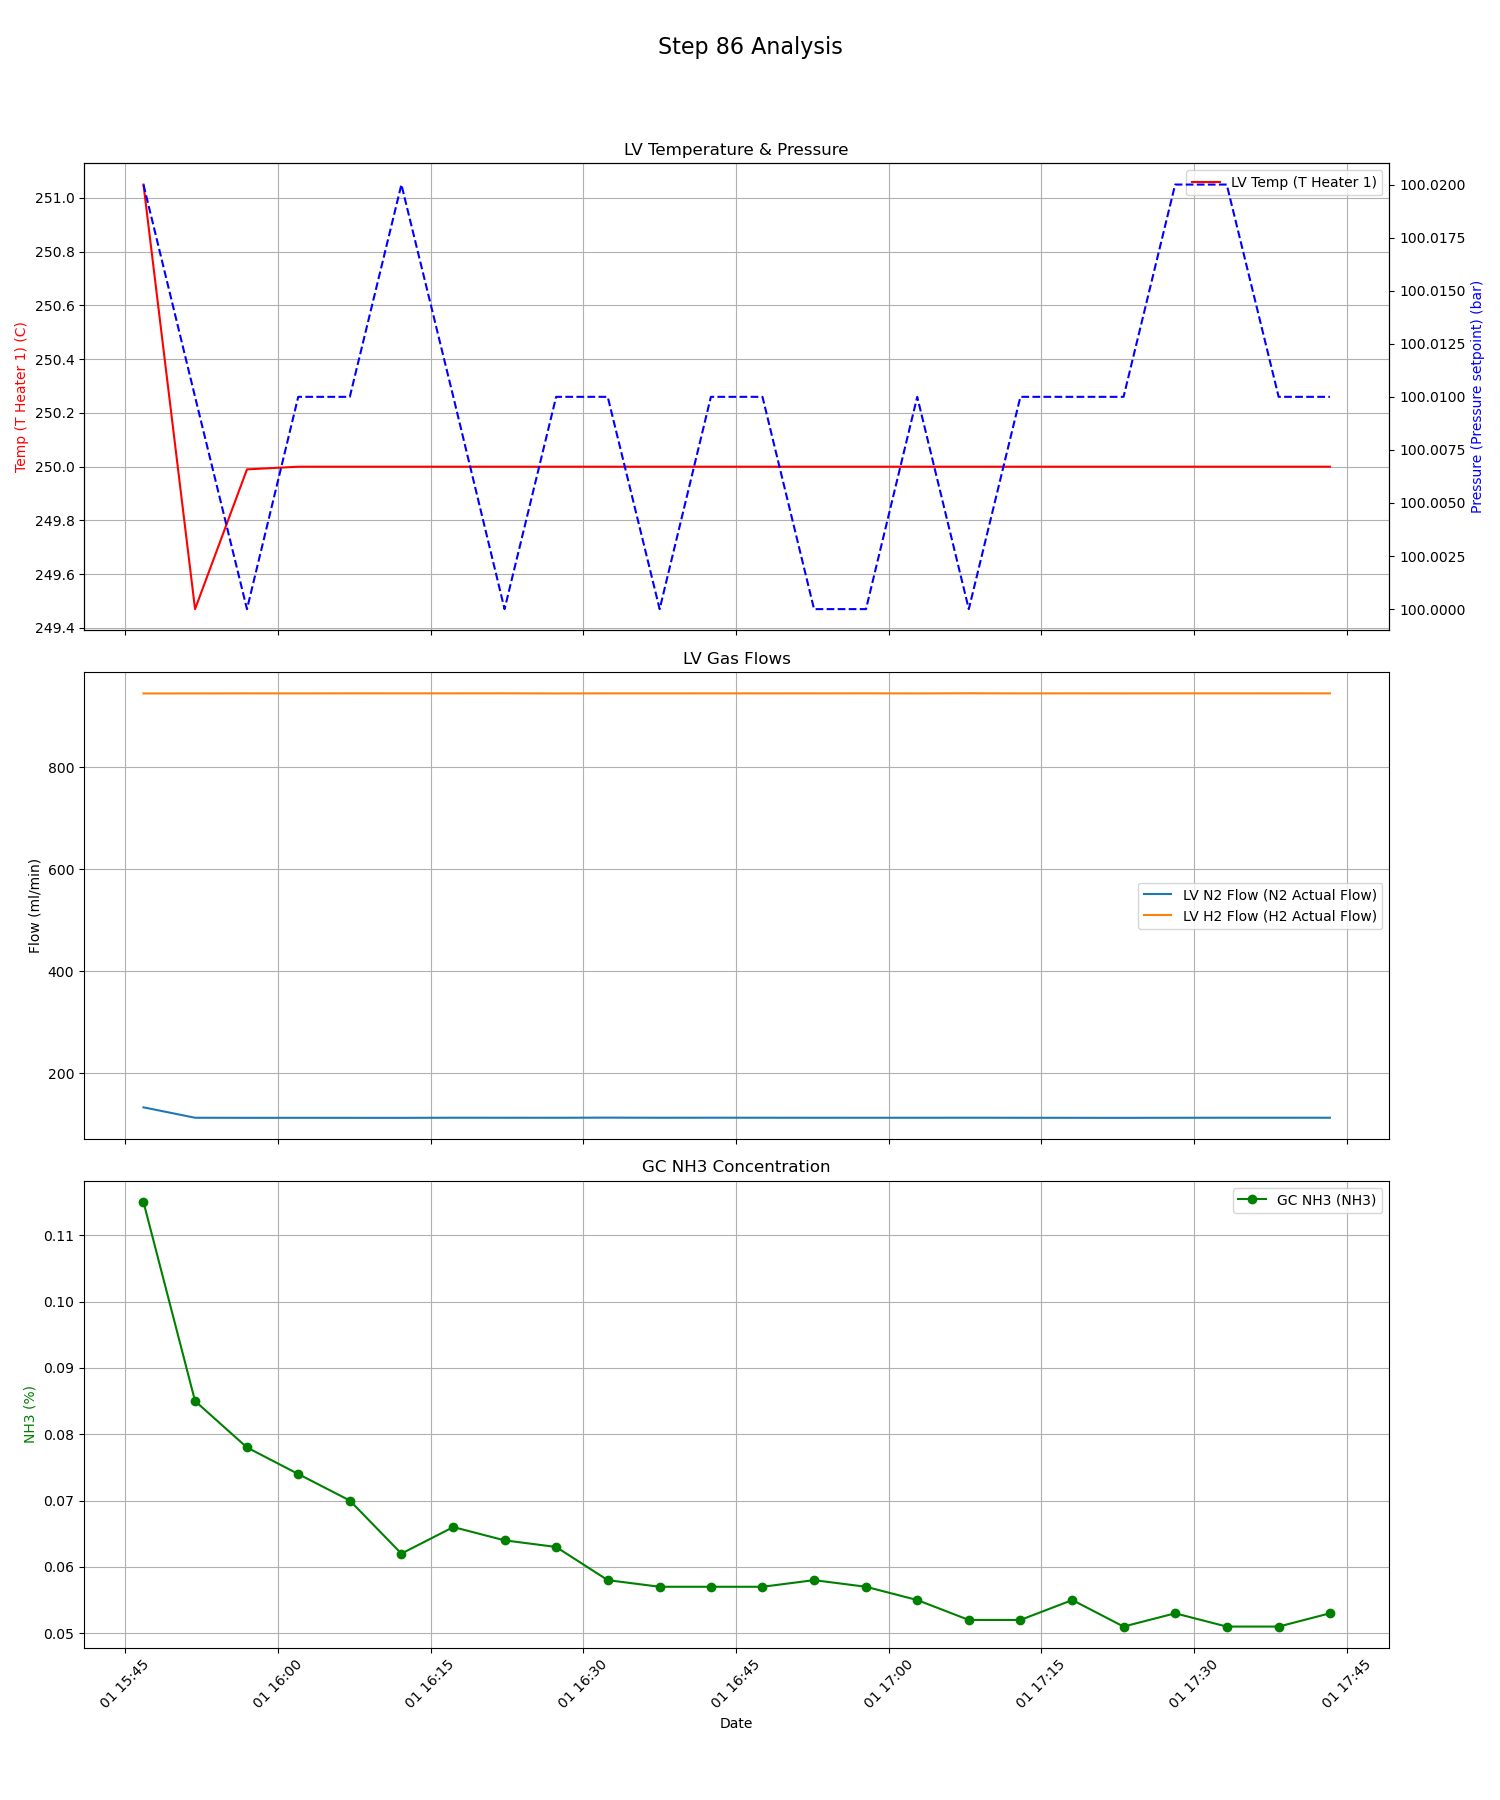 Step 86 Analysis
LV Temperature & Pressure
LV Temp (T Heater 1)
Temp (T Heater 1) (C)
251.0
250.8
250.6
250.4
250.2
250.0
249.8
249.6
249.4
100.0200
100.0175
100.0150
100.0125
100.0100
100.0075
100.0050
100.0025
100.0000
Pressure (Pressure setpoint) (bar)
LV Gas Flows
Flow (ml/min)
800
600
400
200
LV N2 Flow (N2 Actual Flow)
LV H2 Flow (H2 Actual Flow)
GC NH3 Concentration
GC NH3 (NH3)
NH3 (%)
0.11
0.10
0.09
0.08
0.07
0.06
0.05
01 15:45
01 16:00
01 16:15
01 16:30
01 16:45
01 17:00
01 17:15
01 17:30
01 17:45
Date